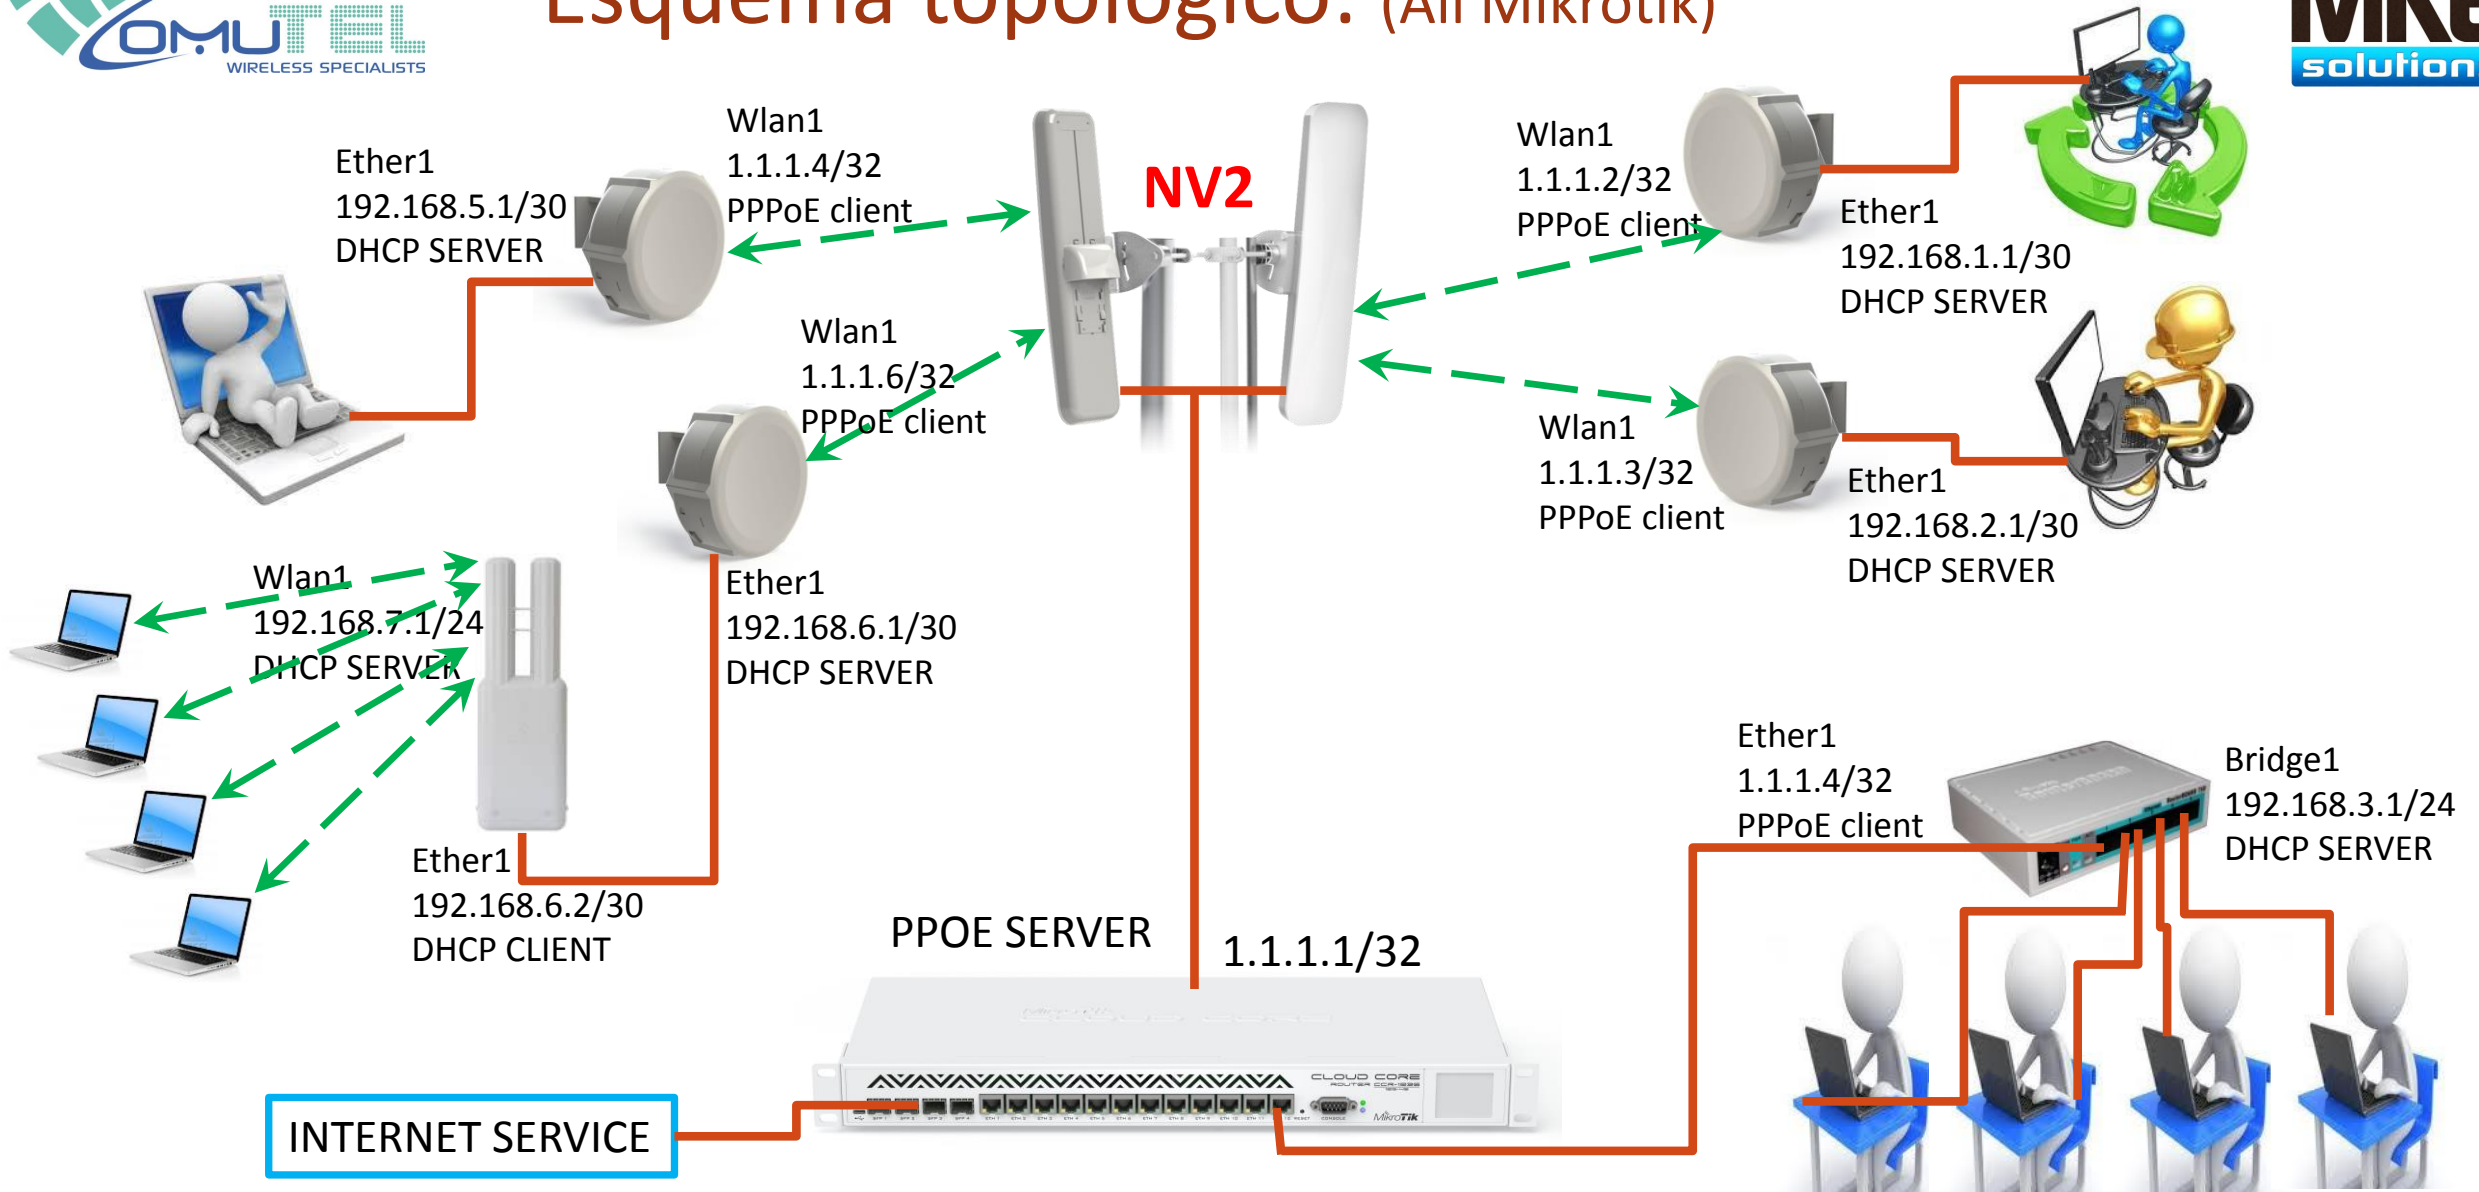 Esquema topológico. (All Mikrotik)
OMUTEL
WIRELESS SPECIALISTS
solution
Ether1
192.168.5.1/30
DHCP SERVER
Wlan1
1.1.1.4/32
PPPoE client
NV2
Wlan1
1.1.1.2/32
PPPoE client
Ether1
192.168.1.1/30
DHCP SERVER
Wlan1
1.1.1.6/32
PPPoE client
Wlan1
1.1.1.3/32
PPPoE client
Ether1
192.168.2.1/30
DHCP SERVER
Wlan1
192.168.7.1/24
DHCP SERVER
Ether1
192.168.6.1/30
DHCP SERVER
Ether1
192.168.6.2/30
DHCP CLIENT
Ether1
1.1.1.4/32
PPPoE client
Bridge1
192.168.3.1/24
DHCP SERVER
PPOE SERVER
1.1.1.1/32
CLOUD CORE
ROUTER CCR-1036
MikroTik
INTERNET SERVICE